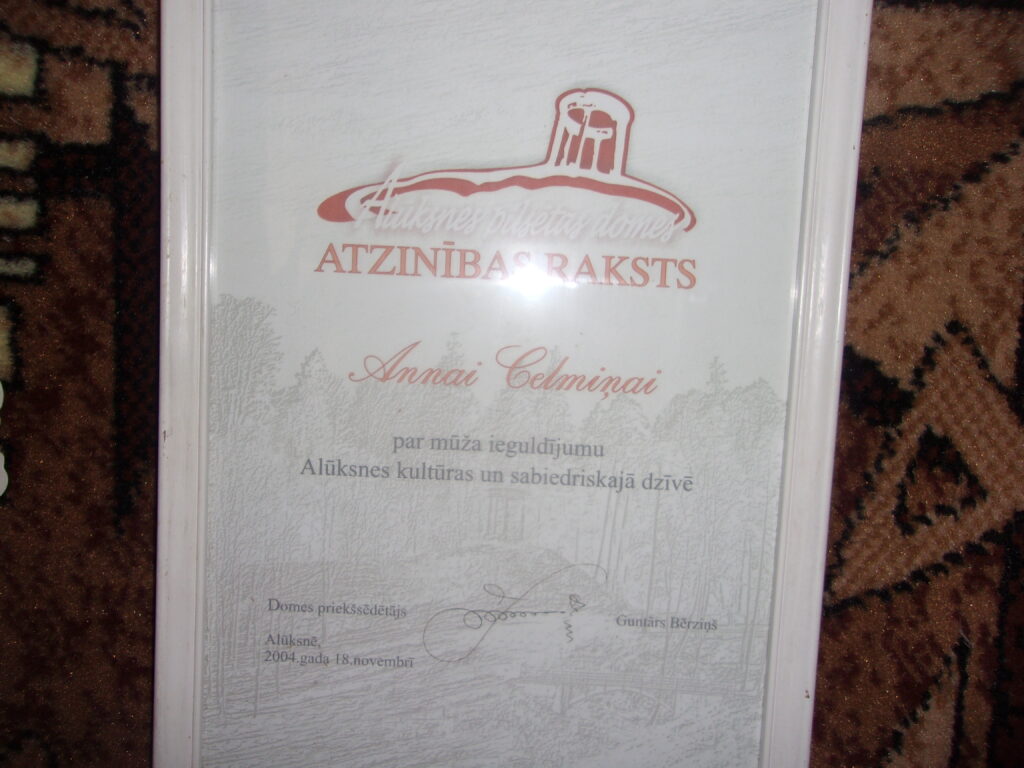 Alūksnes pilsētas domes
ATZINĪBAS RAKSTS
Annai Celmiņai
par mūža ieguldījumu
Alūksnes kultūras un sabiedriskajā dzīvē
Domes priekšsēdētājs
Guntārs Bērziņš
Alūksnē,
2004.gada 18.novembrī